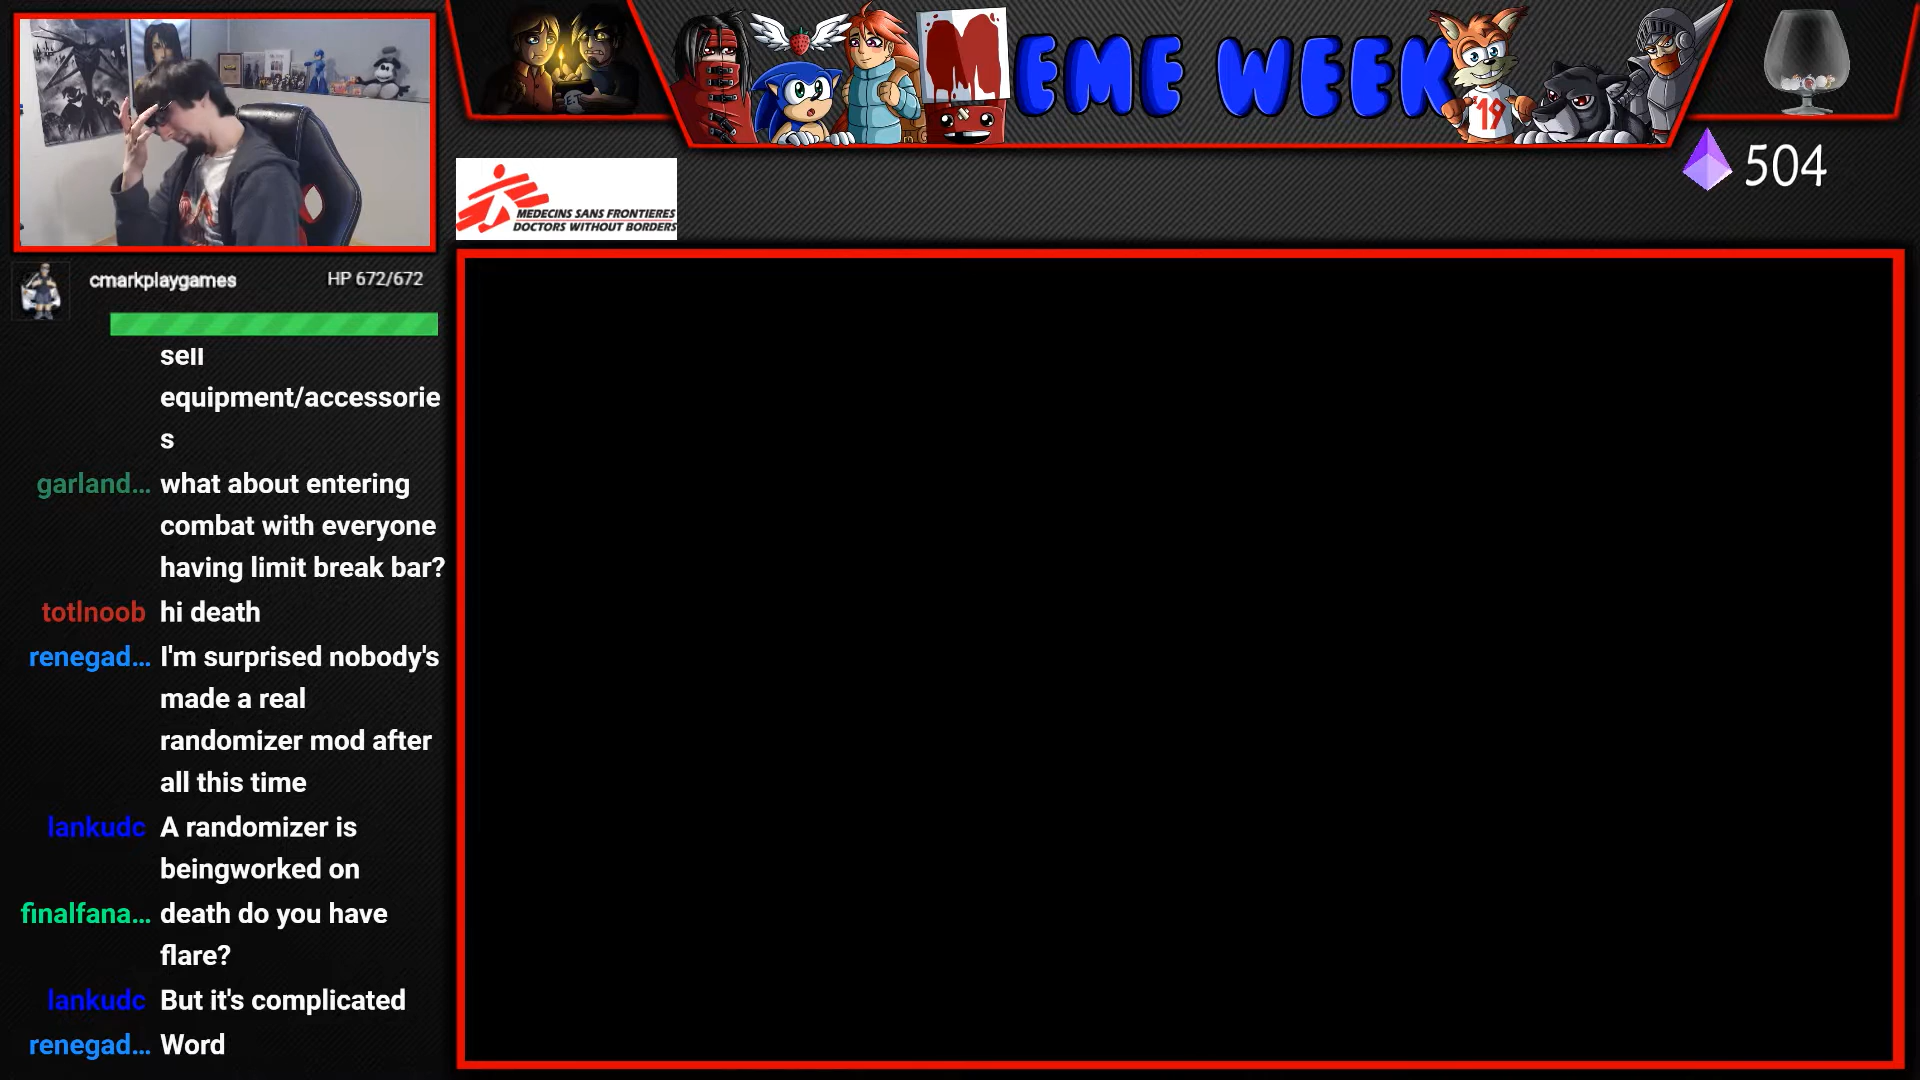 EME WEEK
19
E.T.
504
MEDECINS SANS FRONTIERES
DOCTORS WITHOUT BORDERS
cmarkplaygames
HP 672/672
sell
equipment/accessorie
s
garland... what about entering
combat with everyone
having limit break bar?
totlnoob hi death
renegad... I'm surprised nobody's
made a real
randomizer mod after
all this time
lankudc A randomizer is
beingworked on
finalfana... death do you have
flare?
lankudc But it's complicated
renegad... Word